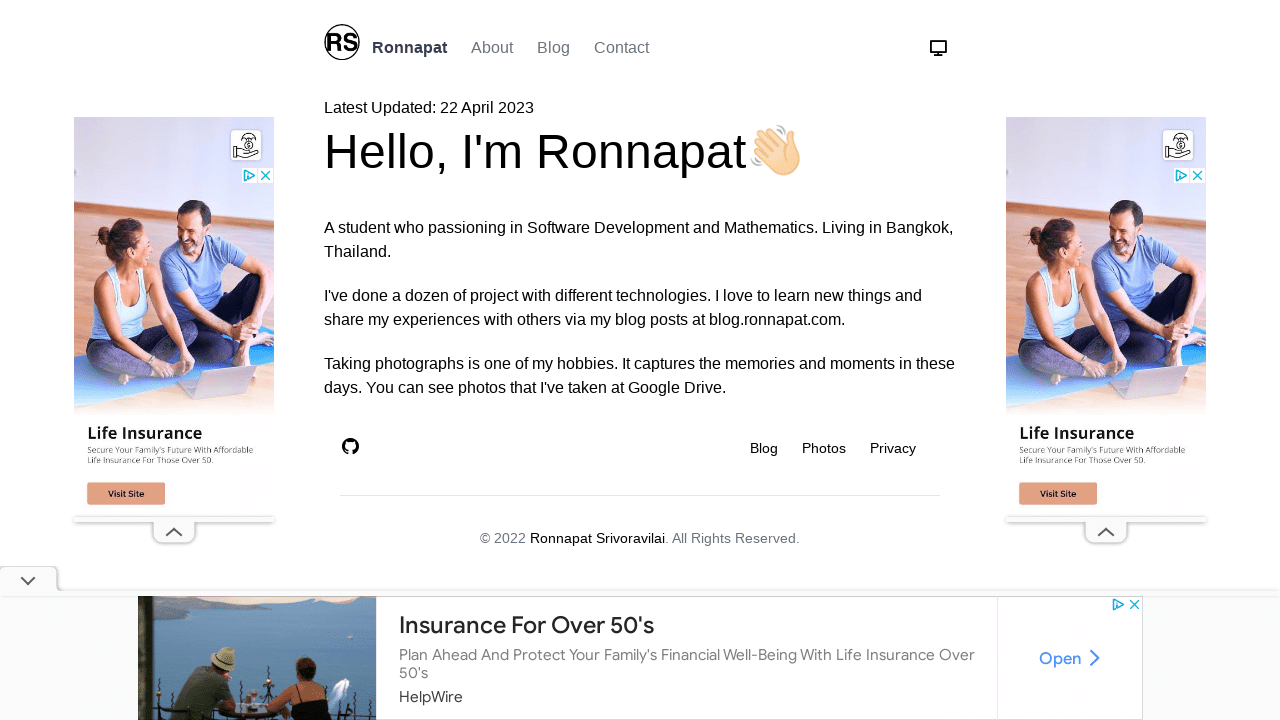 RS
Ronnapat About Blog Contact
Latest Updated: 22 April 2023
Hello, I'm Ronnapat👋🏻
A student who passioning in Software Development and Mathematics. Living in Bangkok,
Thailand.
I've done a dozen of project with different technologies. I love to learn new things and
share my experiences with others via my blog posts at blog.ronnapat.com.
Taking photographs is one of my hobbies. It captures the memories and moments in these
days. You can see photos that I've taken at Google Drive.
Blog Photos Privacy
© 2022 Ronnapat Srivoravilai. All Rights Reserved.
Life Insurance
Secure Your Family's Future With Affordable
Life Insurance For Those Over 50.
Visit Site
Life Insurance
Secure Your Family's Future With Affordable
Life Insurance For Those Over 50.
Visit Site
Insurance For Over 50's
Plan Ahead And Protect Your Family's Financial Well-Being With Life Insurance Over
50's
HelpWire
Open